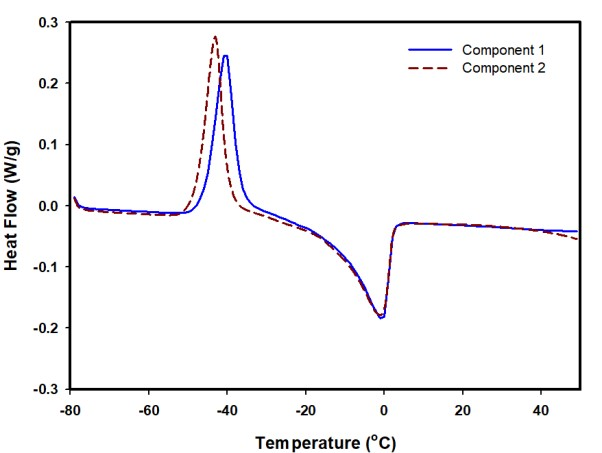 0.3
0.2
0.1
0.0
-0.1
-0.2
-0.3
Heat Flow (W/g)
Component 1
Component 2
-80 -60 -40 -20 0 20 40
Temperature (°C)